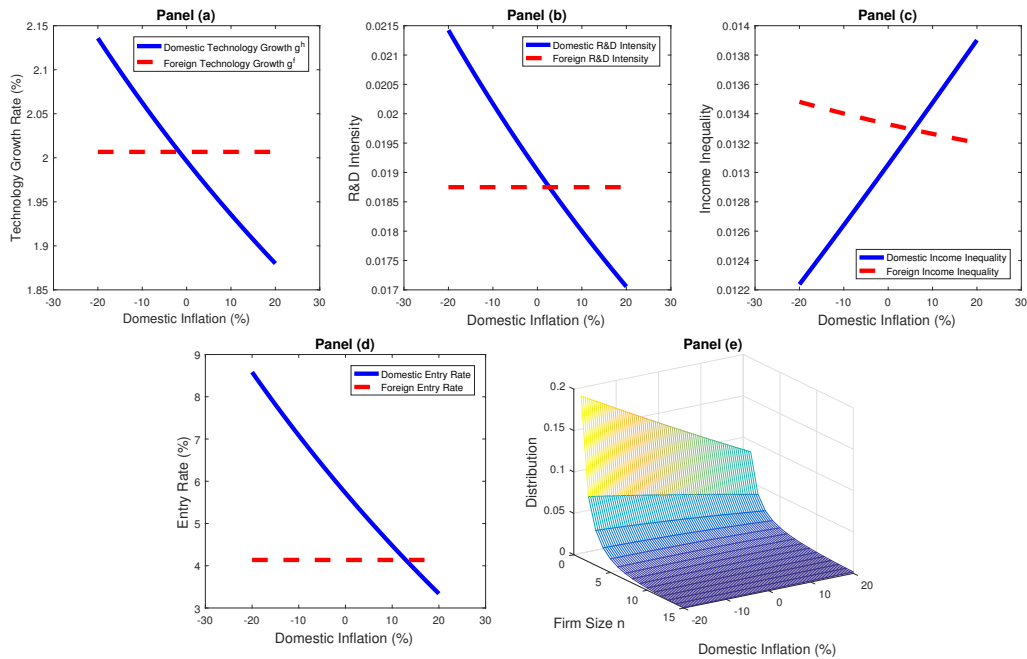 Panel (a)
Technology Growth Rate (%)
2.15
2.1
2.05
2
1.95
1.9
1.85
Domestic Technology Growth g^h
Foreign Technology Growth g^f
-30 -20 -10 0 10 20 30
Domestic Inflation (%)
Panel (b)
R&D Intensity
0.0215
0.021
0.0205
0.02
0.0195
0.019
0.0185
0.018
0.0175
0.017
Domestic R&D Intensity
Foreign R&D Intensity
-30 -20 -10 0 10 20 30
Domestic Inflation (%)
Panel (c)
Income Inequality
0.014
0.0138
0.0136
0.0134
0.0132
0.013
0.0128
0.0126
0.0124
0.0122
Domestic Income Inequality
Foreign Income Inequality
-30 -20 -10 0 10 20 30
Domestic Inflation (%)
Panel (d)
Entry Rate (%)
9
8
7
6
5
4
3
Domestic Entry Rate
Foreign Entry Rate
-30 -20 -10 0 10 20 30
Domestic Inflation (%)
Panel (e)
Distribution
0.2
0.15
0.1
0.05
0
0
5
10
15
Firm Size n
-20
-10
0
10
20
Domestic Inflation (%)